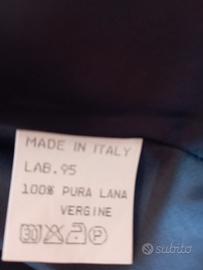 MADE IN ITALY
LAB.95
100% PURA LANA
VERGINE
30 P
subito